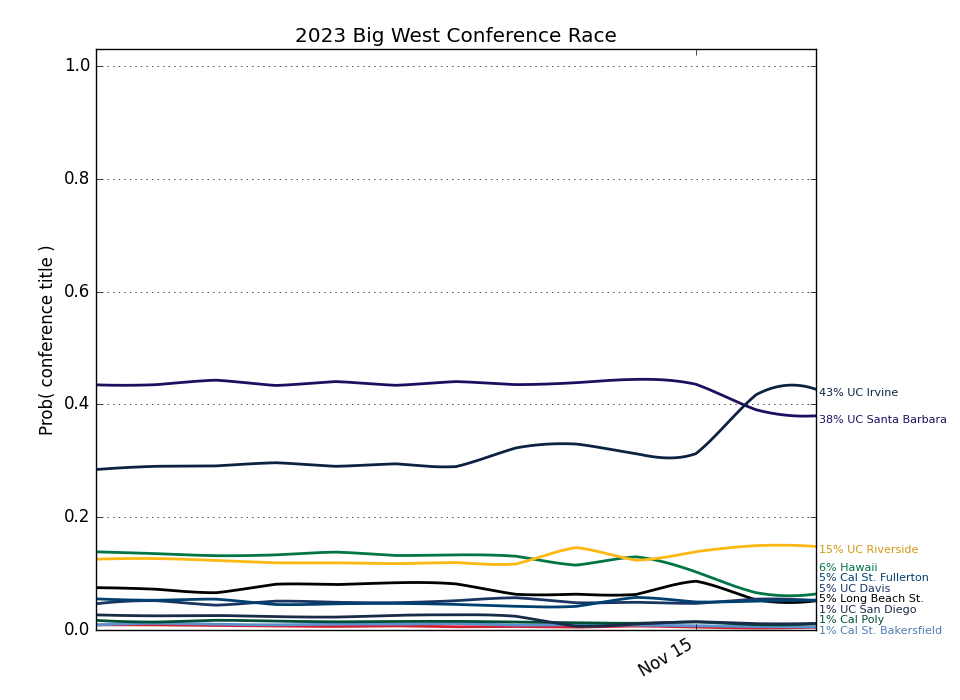 2023 Big West Conference Race
1.0
0.8
0.6
0.4
0.2
0.0
Prob( conference title )
Nov 15
43% UC Irvine
38% UC Santa Barbara
15% UC Riverside
6% Hawaii
5% Cal St. Fullerton
5% UC Davis
5% Long Beach St.
1% UC San Diego
1% Cal Poly
1% Cal St. Bakersfield